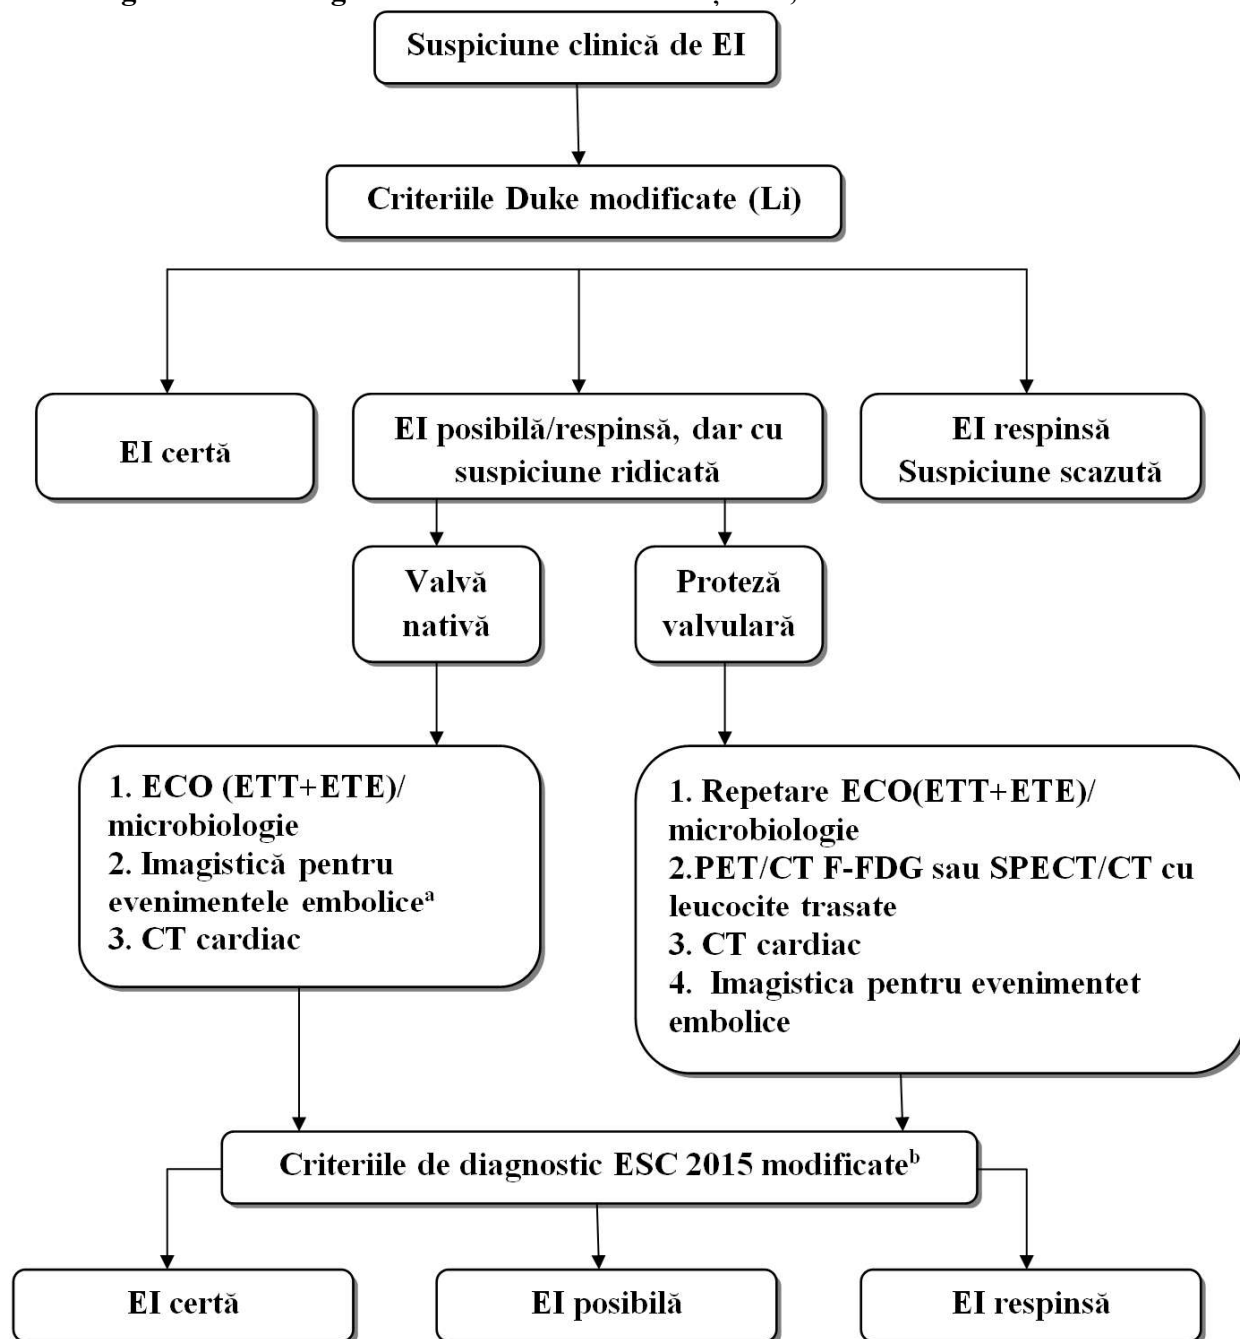 Suspiciune clinică de EI
Criteriile Duke modificate (Li)
EI certă
EI posibilă/respinsă, dar cu
suspiciune ridicată
EI respinsă
Suspiciune scazută
Valvă
nativă
Proteză
valvulară
1. ECO (ETT+ETE)/
microbiologie
2. Imagistică pentru
evenimentele emboliceᵃ
3. CT cardiac
1. Repetare ECO(ETT+ETE)/
microbiologie
2.PET/CT F-FDG sau SPECT/CT cu
leucocite trasate
3. CT cardiac
4. Imagistica pentru evenimentet
embolice
Criteriile de diagnostic ESC 2015 modificateᵇ
EI certă
EI posibilă
EI respinsă